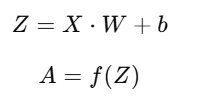 Z = X · W + b
A = f(Z)